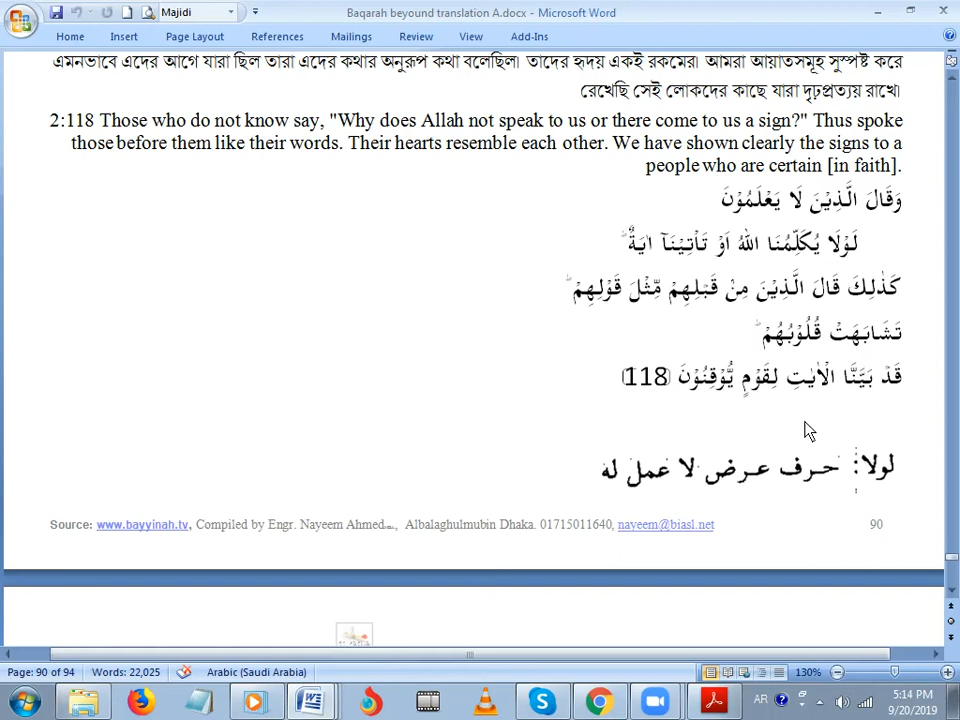 Majidi
Baqarah beyound translation A.docx - Microsoft Word
Home Insert Page Layout References Mailings Review View Add-Ins
এমনভাবে এদের আগে যারা ছিল তারা এদের কথার অনুরূপ কথা বলেছিল। তাদের হৃদয় একই রকমের। আমরা আয়াতসমূহ সুস্পষ্ট করে
রেখেছি সেই লোকদের কাছে যারা দৃঢ়প্রত্যয় রাখে।
2:118 Those who do not know say, "Why does Allah not speak to us or there come to us a sign?" Thus spoke
those before them like their words. Their hearts resemble each other. We have shown clearly the signs to a
people who are certain [in faith].
وَقَالَ الَّذِيْنَ لَا يَعْلَمُوْنَ
لَوْلَا يُكَلِّمُنَا اللهُ اَوْ تَاْتِيْنَآ اٰيَةٌ ۗ
كَذٰلِكَ قَالَ الَّذِيْنَ مِنْ قَبْلِهِمْ مِّثْلَ قَوْلِهِمْ ۗ
تَشَابَهَتْ قُلُوْبُهُمْ ۗ
قَدْ بَيَّنَّا الْاٰيٰتِ لِقَوْمٍ يُّوْقِنُوْنَ (118)
لولا: حرف عرض لا عمل له
Source: www.bayyinah.tv, Compiled by Engr. Nayeem Ahmed, Albalaghulmubin Dhaka. 01715011640, nayeem@biasl.net 90
Page: 90 of 94 Words: 22,025 Arabic (Saudi Arabia) 130%
AR 5:14 PM
9/20/2019